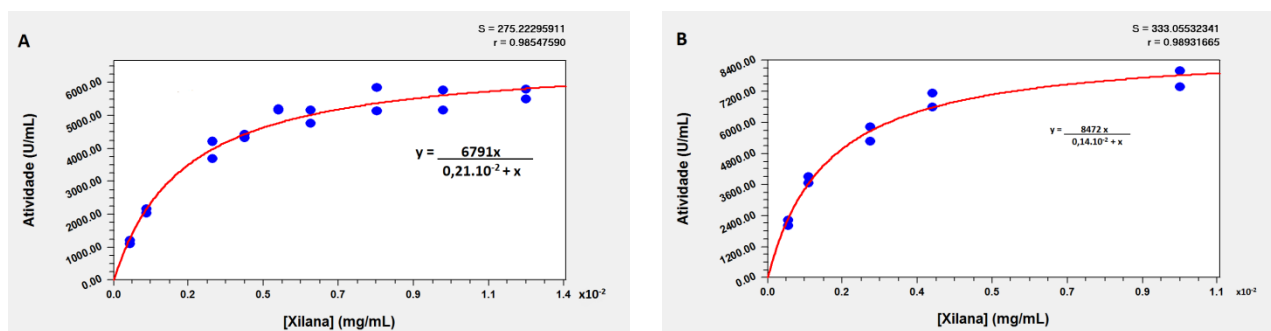 A
S = 275.22295911
r = 0.98547590
Atividade (U/mL)
6000.00
5000.00
4000.00
3000.00
2000.00
1000.00
0.00
y = 6791x
0,21.10⁻² + x
0.0 0.2 0.5 0.7 0.9 1.1 1.4 x10⁻²
[Xilana] (mg/mL)
B
S = 333.05532341
r = 0.98931665
Atividade (U/mL)
8400.00
7200.00
6000.00
4800.00
3600.00
2400.00
1200.00
0.00
y = 8472 x
0,14.10⁻² + x
0.0 0.2 0.4 0.6 0.7 0.9 1.1 x10⁻²
[Xilana] (mg/mL)